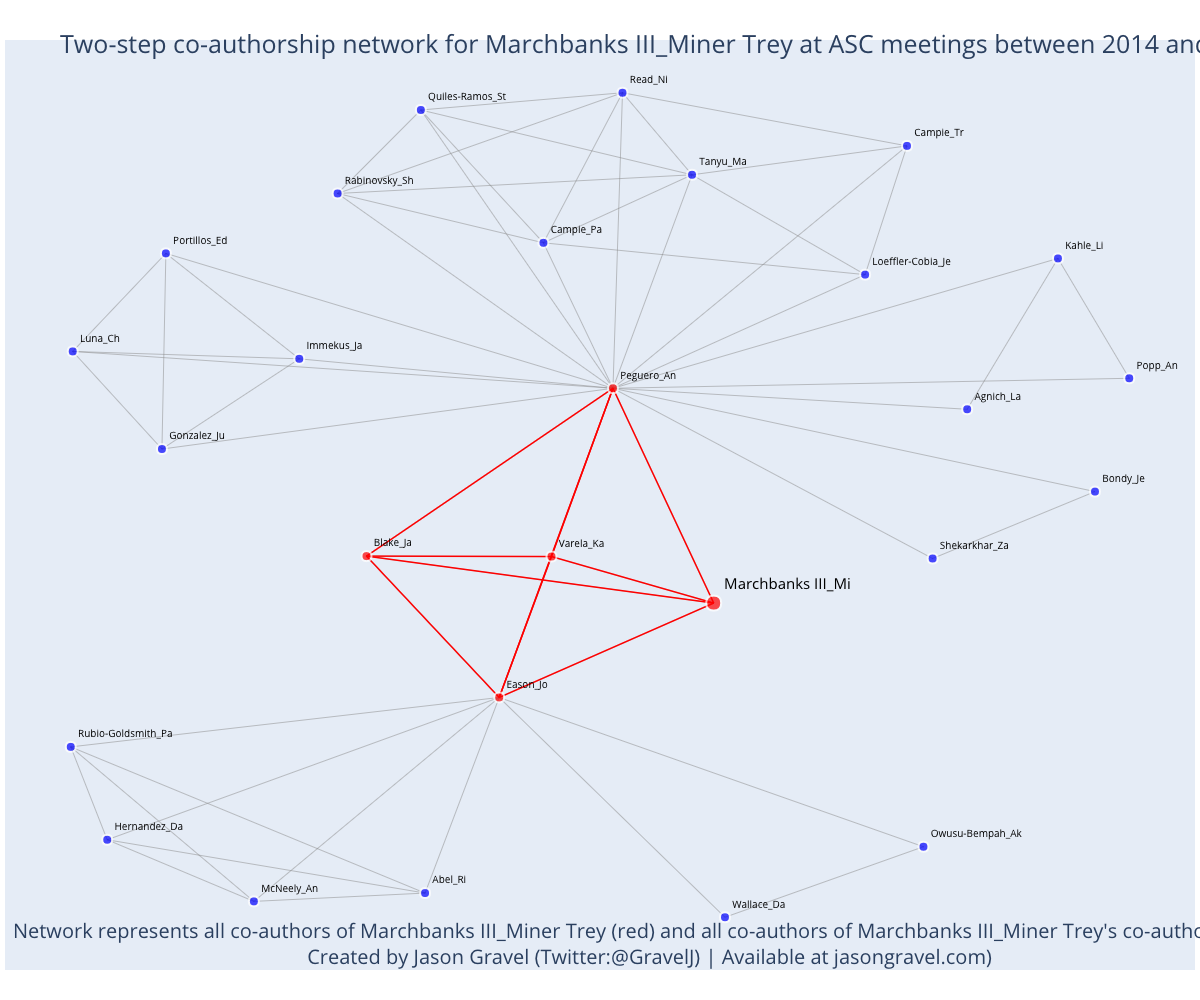 Two-step co-authorship network for Marchbanks III_Miner Trey at ASC meetings between 2014 and
Read_Ni
Quiles-Ramos_St
Campie_Tr
Tanyu_Ma
Rabinovsky_Sh
Campie_Pa
Portillos_Ed
Kahle_Li
Loeffler-Cobia_Je
Luna_Ch
Immekus_Ja
Popp_An
Peguero_An
Agnich_La
Gonzalez_Ju
Bondy_Je
Blake_Ja
Varela_Ka
Shekarkhar_Za
Marchbanks III_Mi
Eason_Jo
Rubio-Goldsmith_Pa
Hernandez_Da
Owusu-Bempah_Ak
Abel_Ri
McNeely_An
Wallace_Da
Network represents all co-authors of Marchbanks III_Miner Trey (red) and all co-authors of Marchbanks III_Miner Trey's co-autho
Created by Jason Gravel (Twitter:@GravelJ) | Available at jasongravel.com)